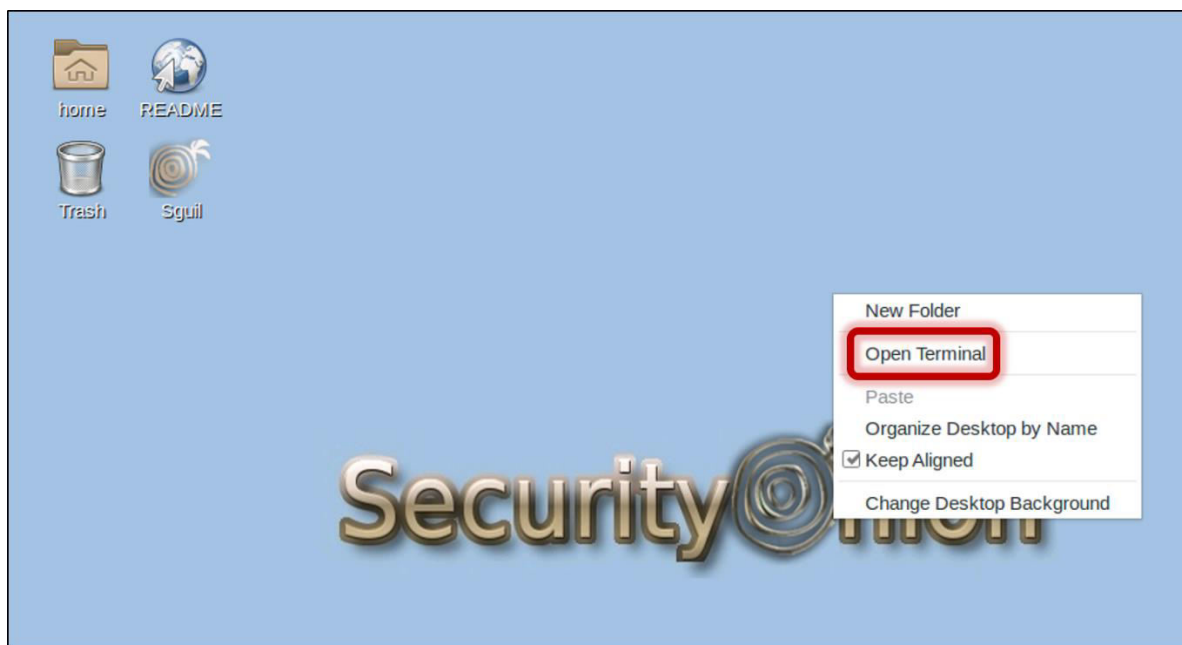 home README
Trash Sguil
New Folder
Open Terminal
Paste
Organize Desktop by Name
Keep Aligned
Change Desktop Background
Security Onion